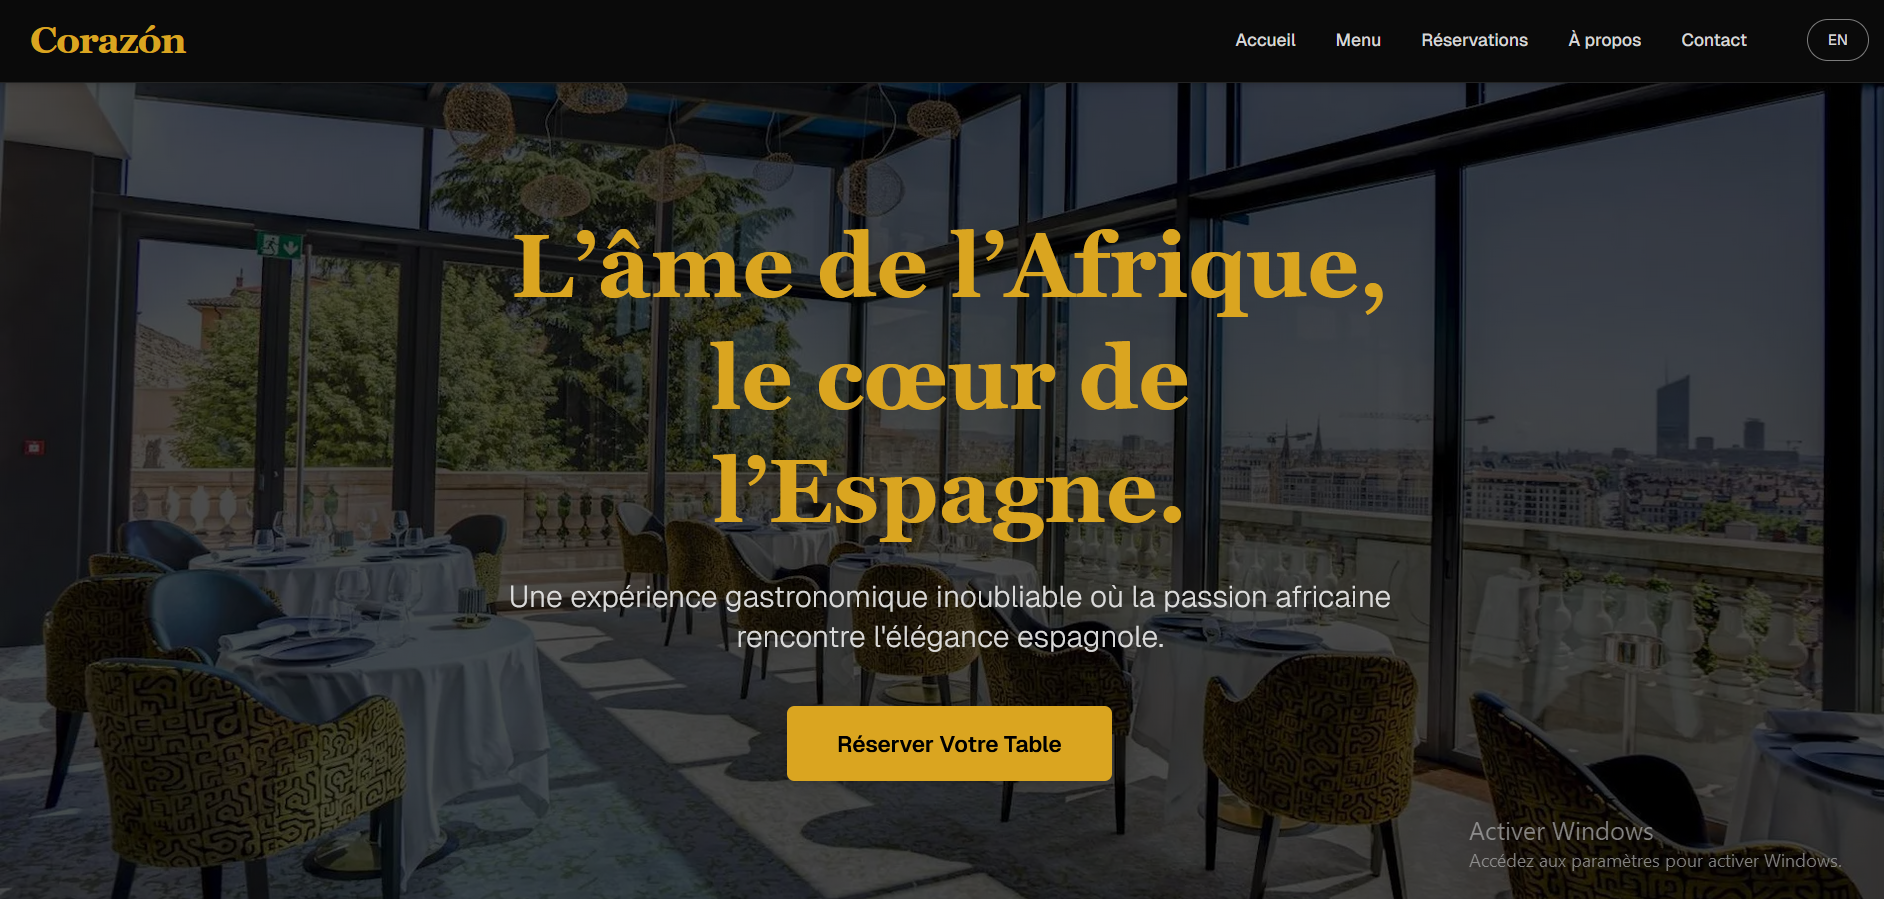 Corazón
Accueil Menu Réservations À propos Contact EN
L’âme de l’Afrique,
le cœur de
l’Espagne.
Une expérience gastronomique inoubliable où la passion africaine
rencontre l'élégance espagnole.
Réserver Votre Table
Activer Windows
Accédez aux paramètres pour activer Windows.